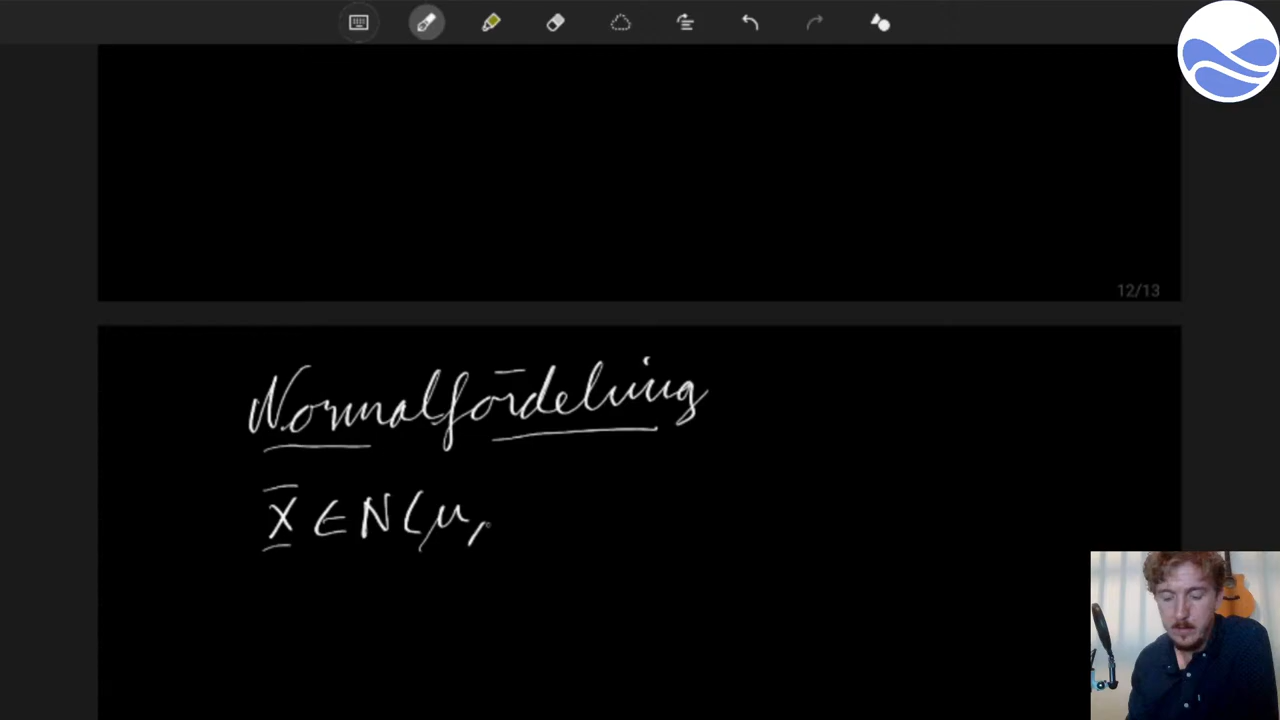 12/13
Normalfördelning
X ∈ N(μ,